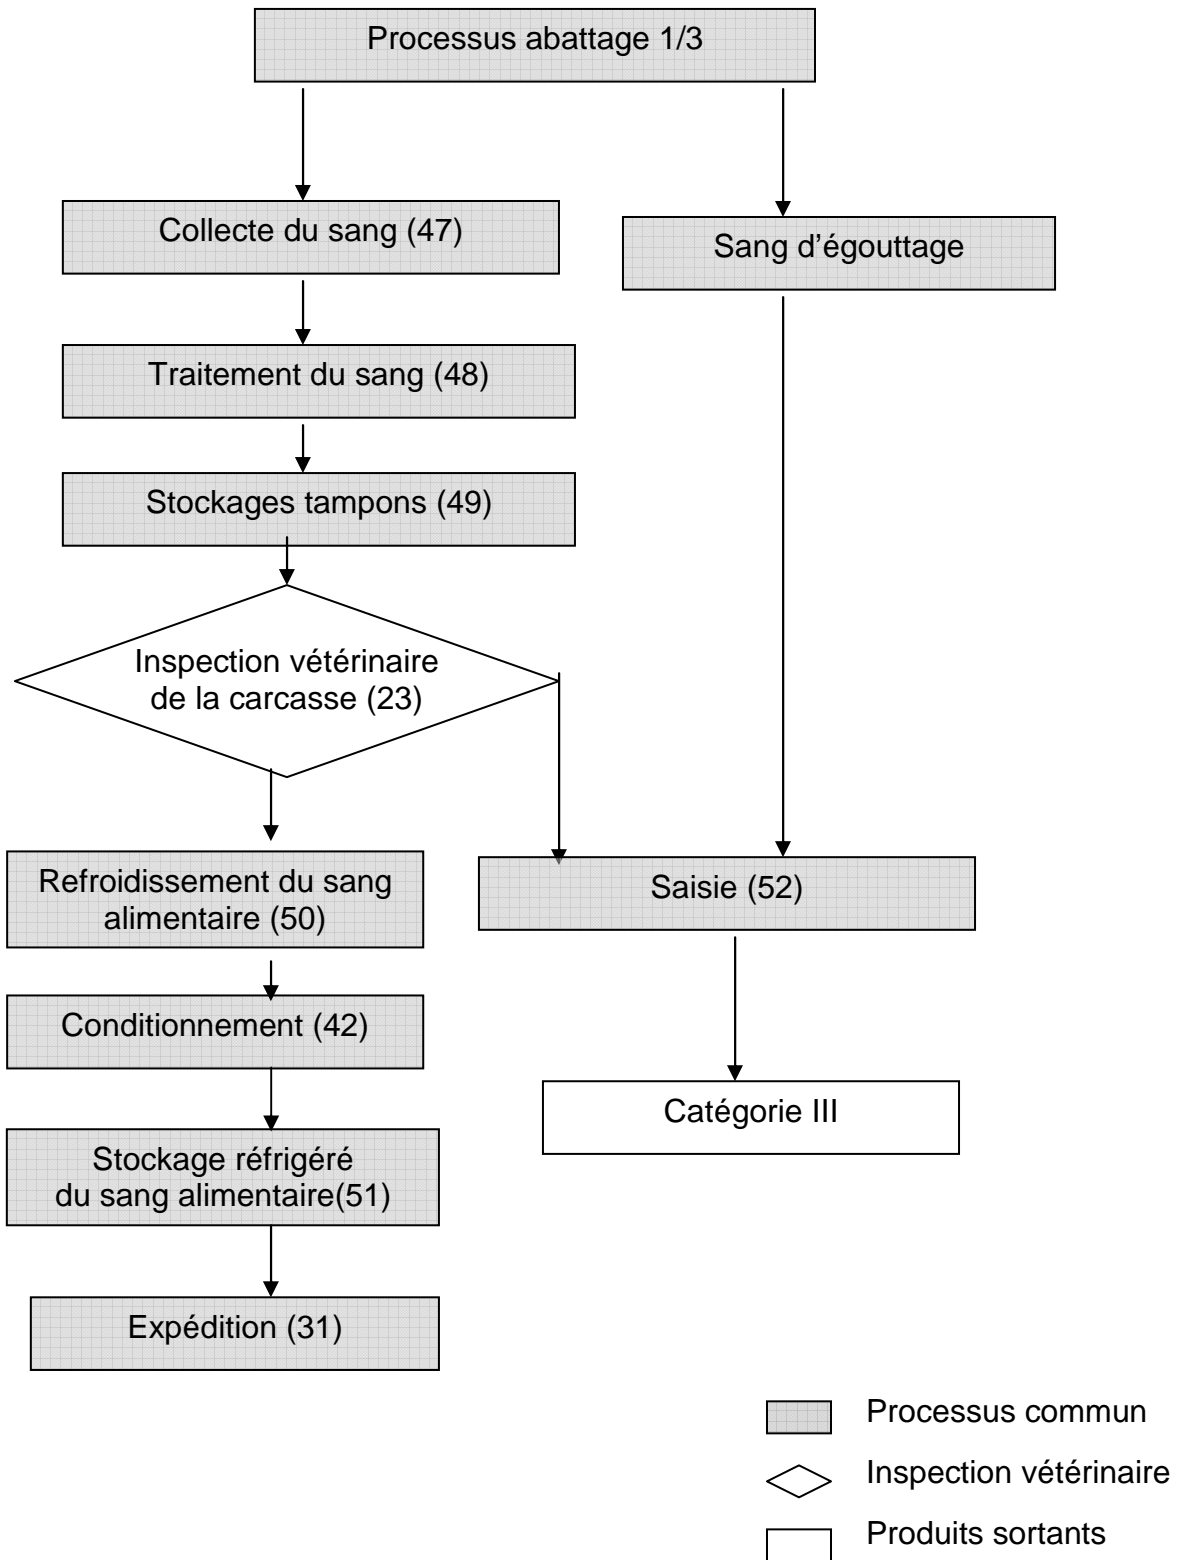 Processus abattage 1/3
Collecte du sang (47)
Sang d’égouttage
Traitement du sang (48)
Stockages tampons (49)
Inspection vétérinaire
de la carcasse (23)
Refroidissement du sang
alimentaire (50)
Saisie (52)
Conditionnement (42)
Catégorie III
Stockage réfrigéré
du sang alimentaire(51)
Expédition (31)
Processus commun
Inspection vétérinaire
Produits sortants